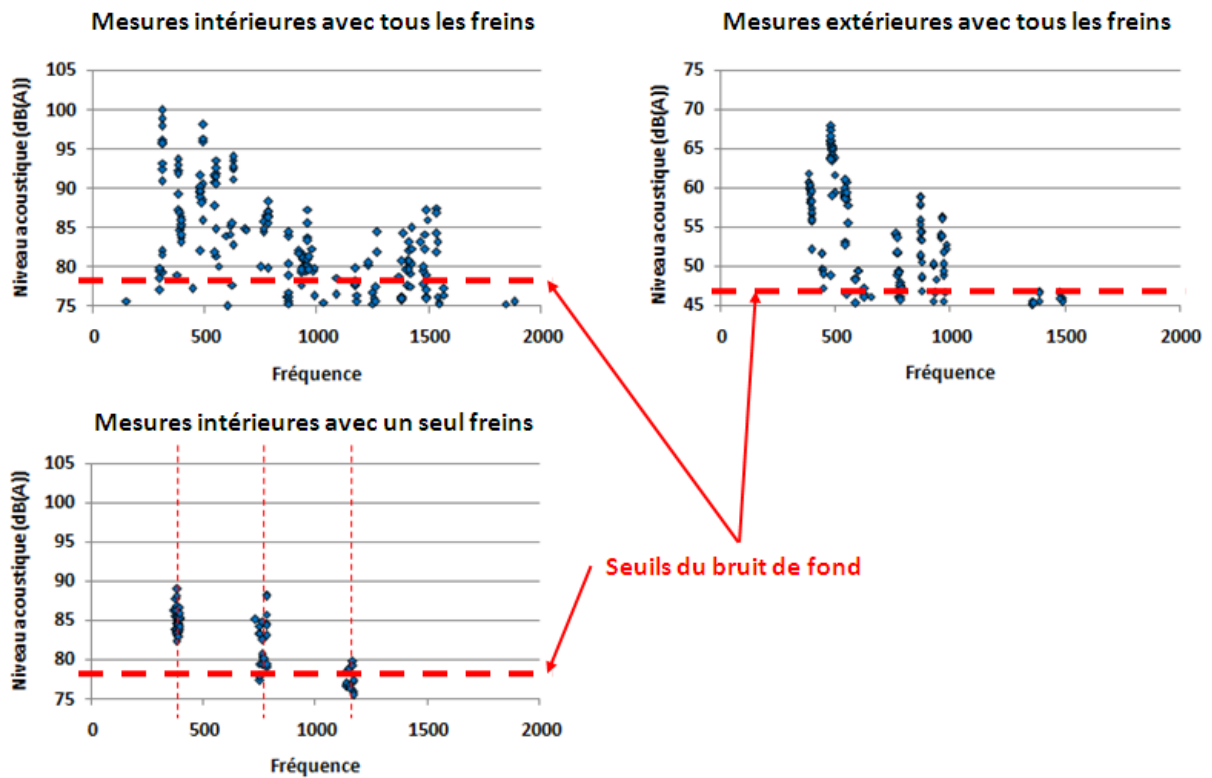 Mesures intérieures avec tous les freins
Niveau acoustique (dB(A))
105
100
95
90
85
80
75
0 500 1000 1500 2000
Fréquence
Mesures extérieures avec tous les freins
Niveau acoustique (dB(A))
75
70
65
60
55
50
45
0 500 1000 1500 2000
Fréquence
Mesures intérieures avec un seul freins
Niveau acoustique (dB(A))
105
100
95
90
85
80
75
0 500 1000 1500 2000
Fréquence
Seuils du bruit de fond